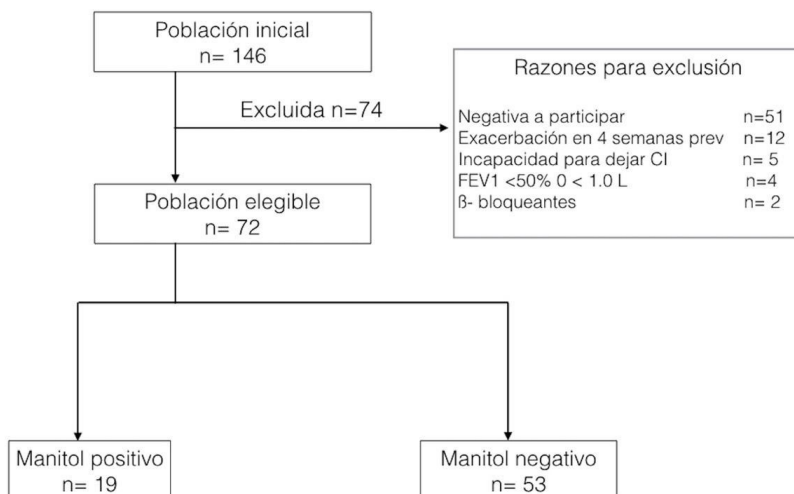 Población inicial
n= 146
Excluida n=74
Razones para exclusión
Negativa a participar n=51
Exacerbación en 4 semanas prev n=12
Incapacidad para dejar CI n= 5
FEV1 <50% 0 < 1.0 L n=4
ß- bloqueantes n= 2
Población elegible
n= 72
Manitol positivo
n= 19
Manitol negativo
n= 53